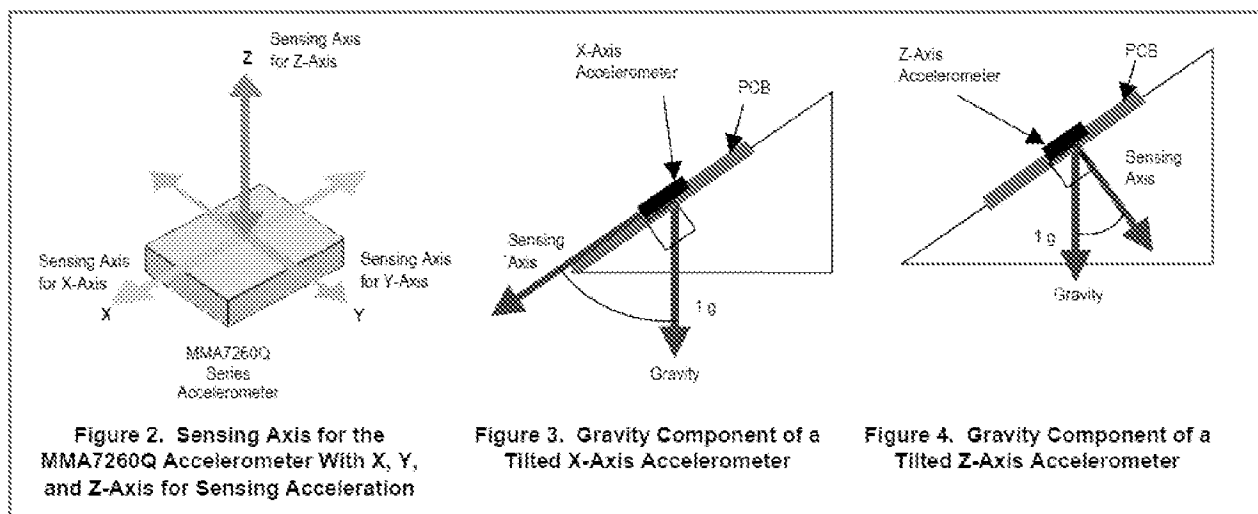 Sensing Axis
for Z-Axis
Z
Sensing Axis
for X-Axis
X
Sensing Axis
for Y-Axis
Y
MMA7260Q
Series
Accelerometer
Figure 2. Sensing Axis for the
MMA7260Q Accelerometer With X, Y,
and Z-Axis for Sensing Acceleration
X-Axis
Accelerometer
PCB
Sensing
Axis
1 g
Gravity
Figure 3. Gravity Component of a
Tilted X-Axis Accelerometer
Z-Axis
Accelerometer
PCB
Sensing
Axis
1 g
Gravity
Figure 4. Gravity Component of a
Tilted Z-Axis Accelerometer